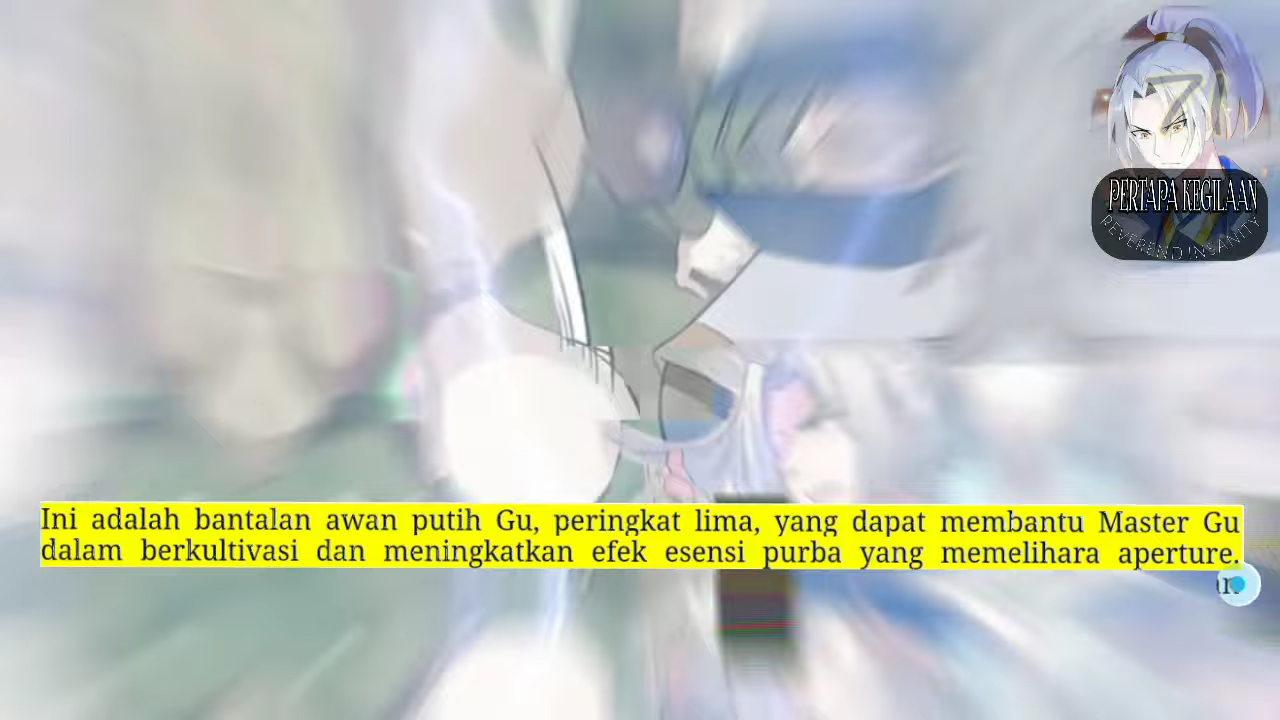 PERTAPA KEGILAAN
REVEREND INSANITY
Ini adalah bantalan awan putih Gu, peringkat lima, yang dapat membantu Master Gu
dalam berkultivasi dan meningkatkan efek esensi purba yang memelihara aperture.